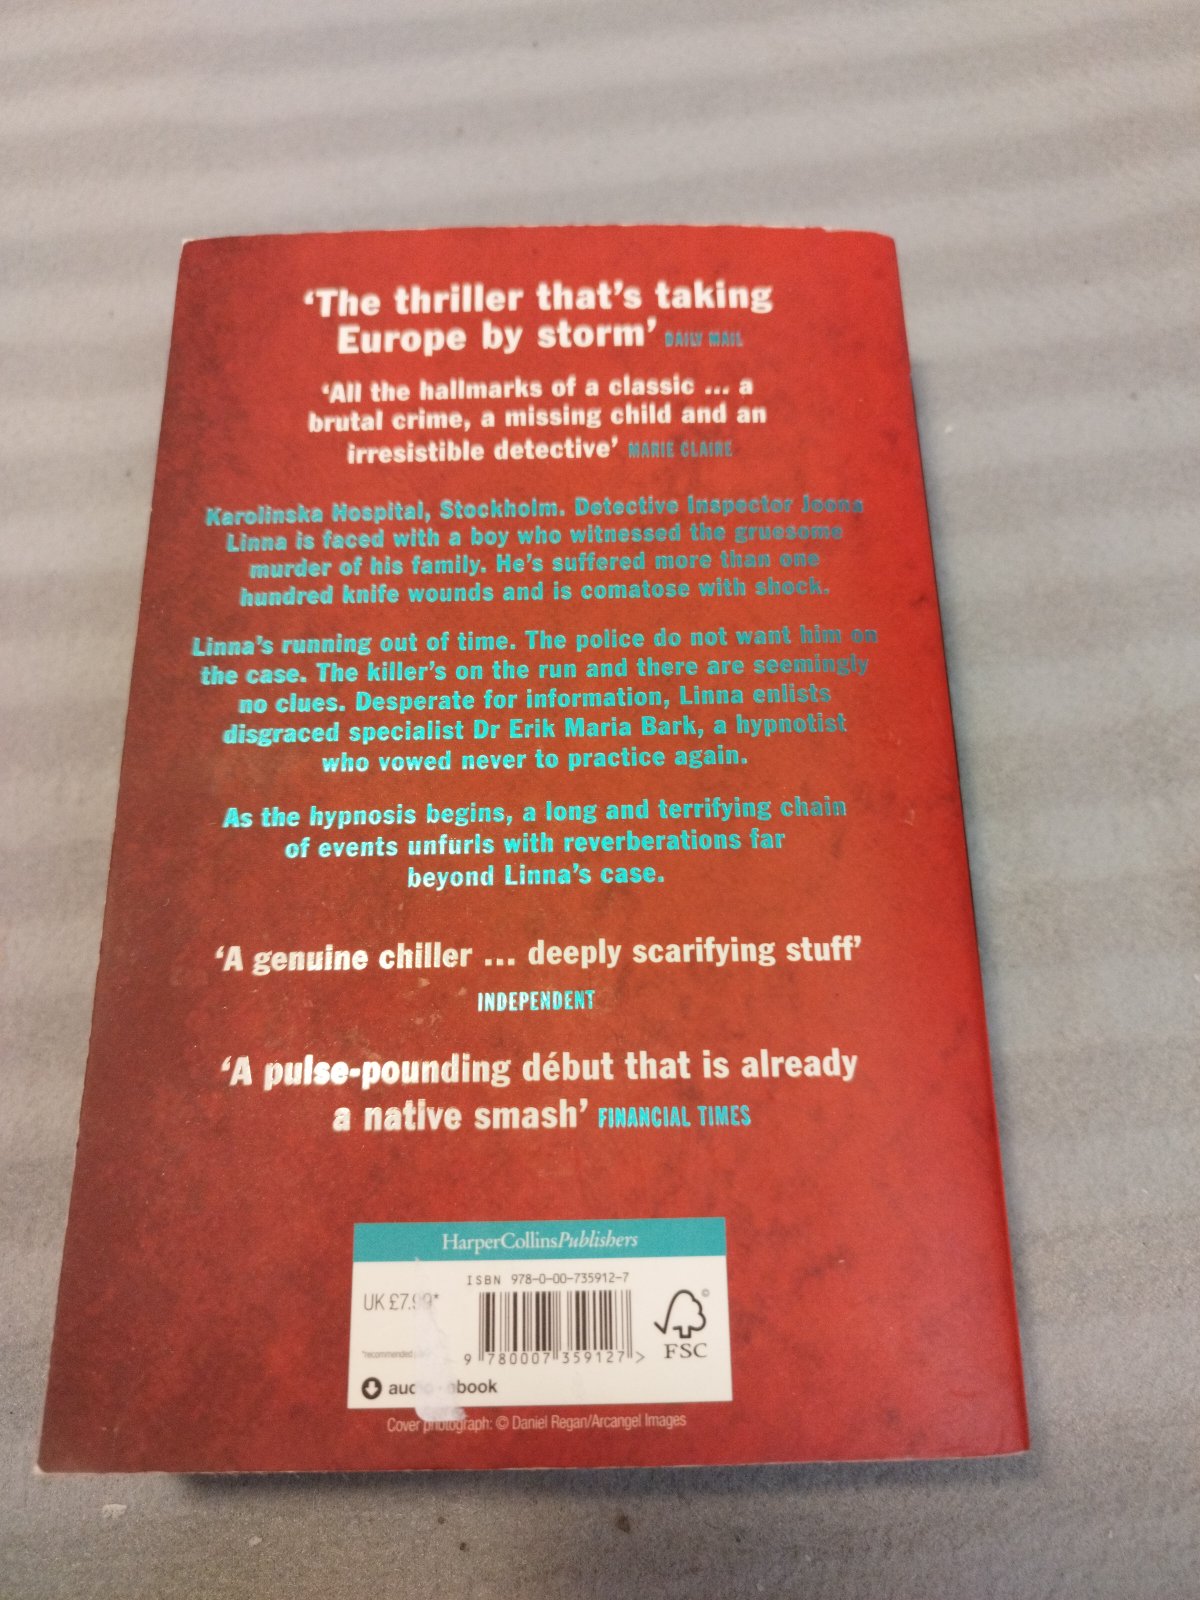 ‘The thriller that’s taking
Europe by storm’ DAILY MAIL
‘All the hallmarks of a classic ... a
brutal crime, a missing child and an
irresistible detective’ MARIE CLAIRE
Karolinska Hospital, Stockholm. Detective Inspector Joona
Linna is faced with a boy who witnessed the gruesome
murder of his family. He’s suffered more than one
hundred knife wounds and is comatose with shock.
Linna’s running out of time. The police do not want him on
the case. The killer’s on the run and there are seemingly
no clues. Desperate for information, Linna enlists
disgraced specialist Dr Erik Maria Bark, a hypnotist
who vowed never to practice again.
As the hypnosis begins, a long and terrifying chain
of events unfurls with reverberations far
beyond Linna’s case.
‘A genuine chiller ... deeply scarifying stuff’
INDEPENDENT
‘A pulse-pounding début that is already
a native smash’ FINANCIAL TIMES
HarperCollinsPublishers
ISBN 978-0-00-735912-7
UK £7.99*
FSC
*recommended
9 780007 359127 >
Cover photograph: © Daniel Regan/Arcangel Images